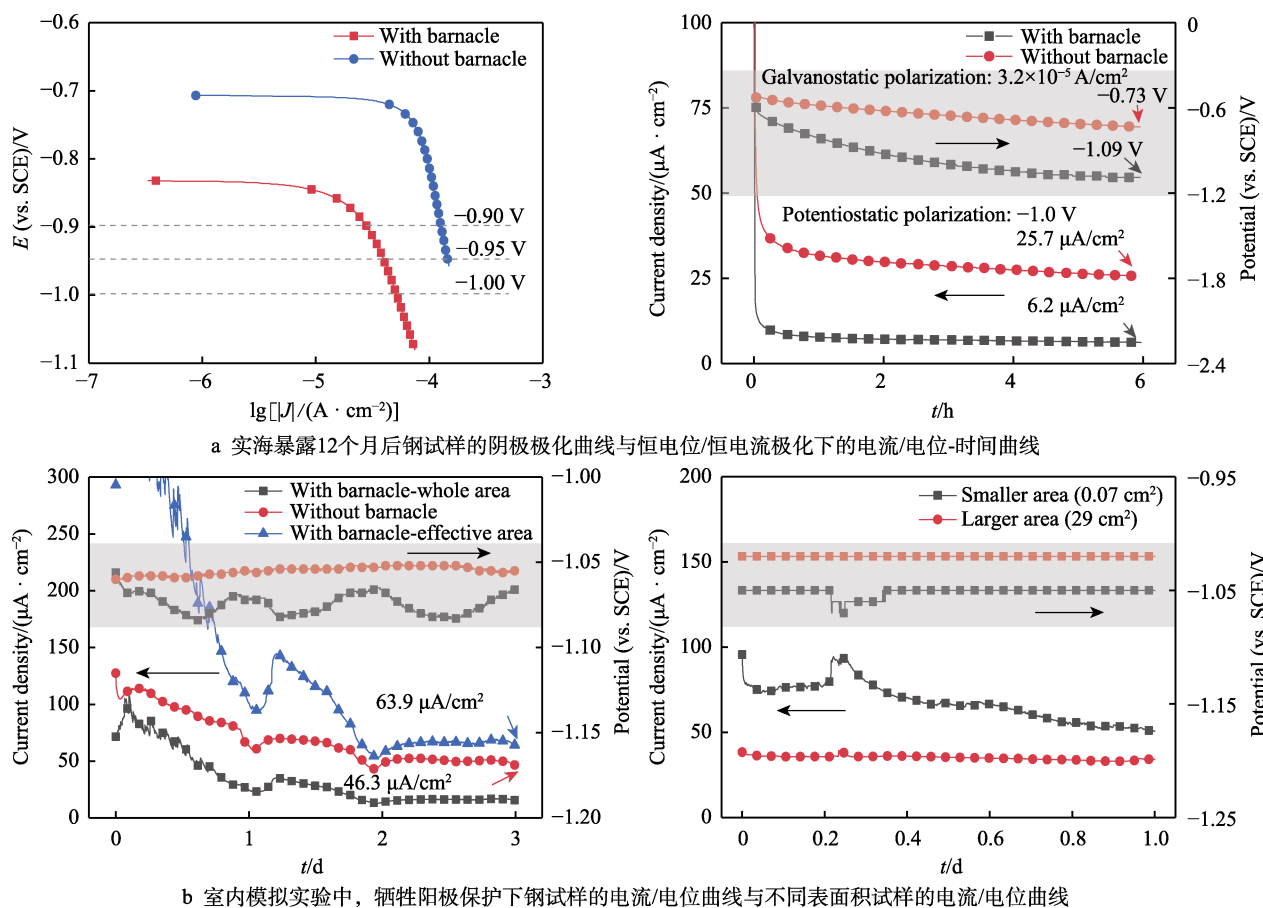 −0.6
−0.7
−0.8
−0.9
−1.0
−1.1
E (vs. SCE)/V
With barnacle
Without barnacle
−0.90 V
−0.95 V
−1.00 V
−7
−6
−5
−4
−3
lg[|J|/(A · cm⁻²)]
100
75
50
25
0
Current density/(μA · cm⁻²)
With barnacle
Without barnacle
Galvanostatic polarization: 3.2×10⁻⁵ A/cm²
−0.73 V
−1.09 V
Potentiostatic polarization: −1.0 V
25.7 μA/cm²
6.2 μA/cm²
0
−0.6
−1.2
−1.8
−2.4
Potential (vs. SCE)/V
0
2
4
6
t/h
a 实海暴露12个月后钢试样的阴极极化曲线与恒电位/恒电流极化下的电流/电位-时间曲线
300
250
200
150
100
50
0
Current density/(μA · cm⁻²)
With barnacle-whole area
Without barnacle
With barnacle-effective area
63.9 μA/cm²
46.3 μA/cm²
−1.00
−1.05
−1.10
−1.15
−1.20
Potential (vs. SCE)/V
0
1
2
3
t/d
200
150
100
50
0
Current density/(μA · cm⁻²)
Smaller area (0.07 cm²)
Larger area (29 cm²)
−0.95
−1.05
−1.15
−1.25
Potential (vs. SCE)/V
0
0.2
0.4
0.6
0.8
1.0
t/d
b 室内模拟实验中，牺牲阳极保护下钢试样的电流/电位曲线与不同表面积试样的电流/电位曲线